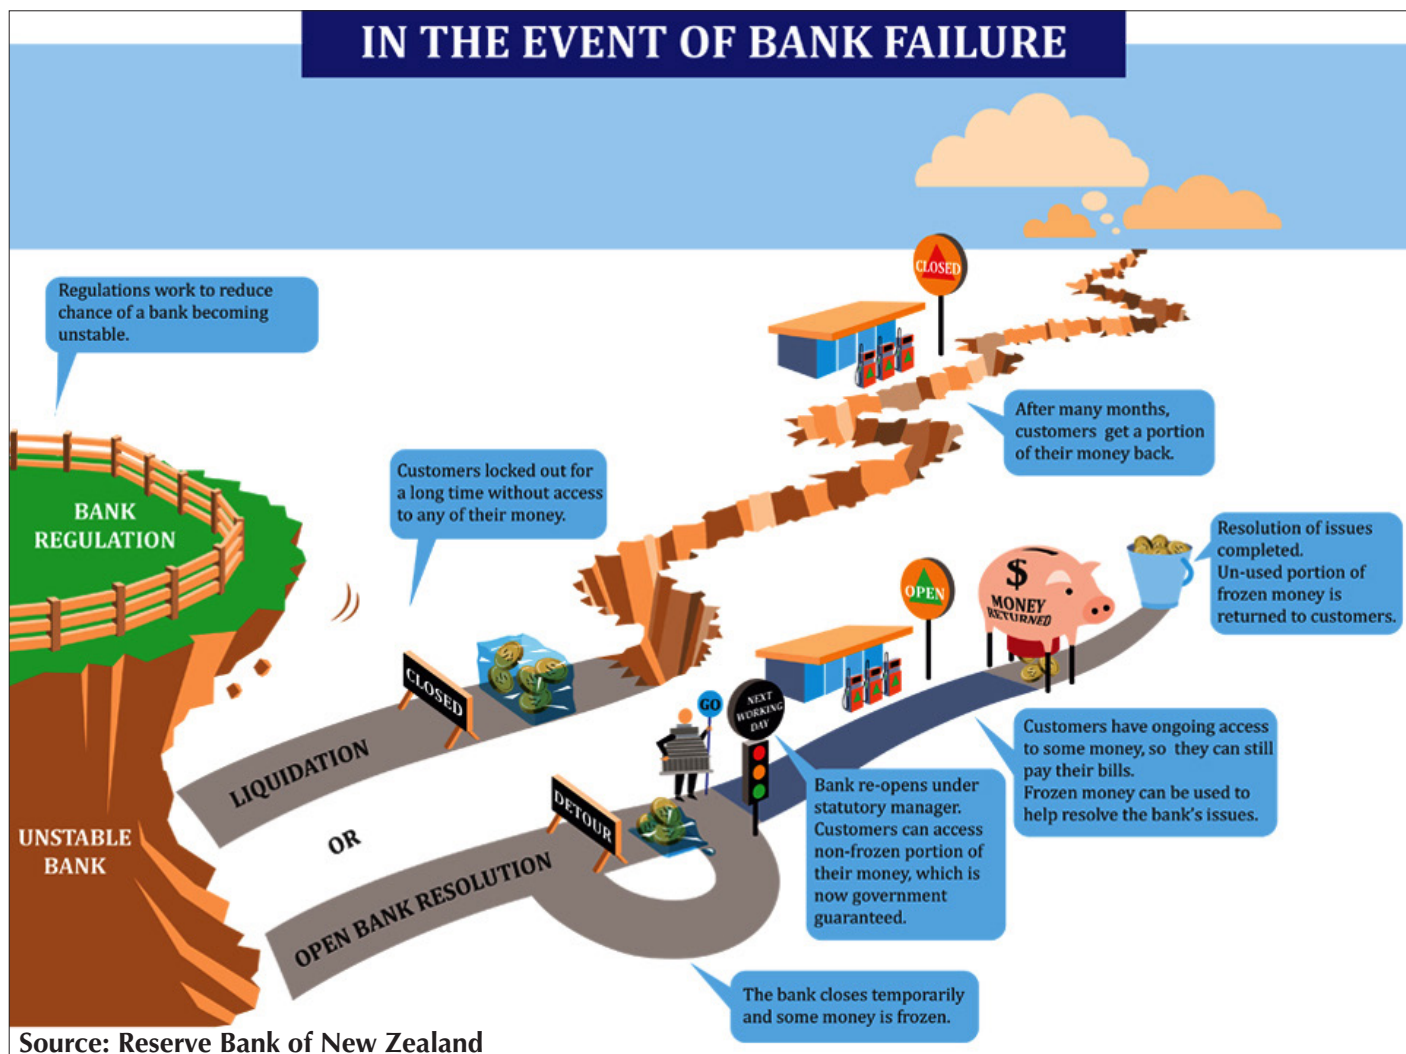 IN THE EVENT OF BANK FAILURE
Regulations work to reduce
chance of a bank becoming
unstable.
BANK
REGULATION
UNSTABLE
BANK
Customers locked out for
a long time without access
to any of their money.
CLOSED
LIQUIDATION
CLOSED
After many months,
customers get a portion
of their money back.
OR
OPEN BANK RESOLUTION
DETOUR
The bank closes temporarily
and some money is frozen.
GO
NEXT
WORKING
DAY
Bank re-opens under
statutory manager.
Customers can access
non-frozen portion of
their money, which is
now government
guaranteed.
OPEN
$
MONEY
RETURNED
Customers have ongoing access
to some money, so they can still
pay their bills.
Frozen money can be used to
help resolve the bank's issues.
Resolution of issues
completed.
Un-used portion of
frozen money is
returned to customers.
Source: Reserve Bank of New Zealand